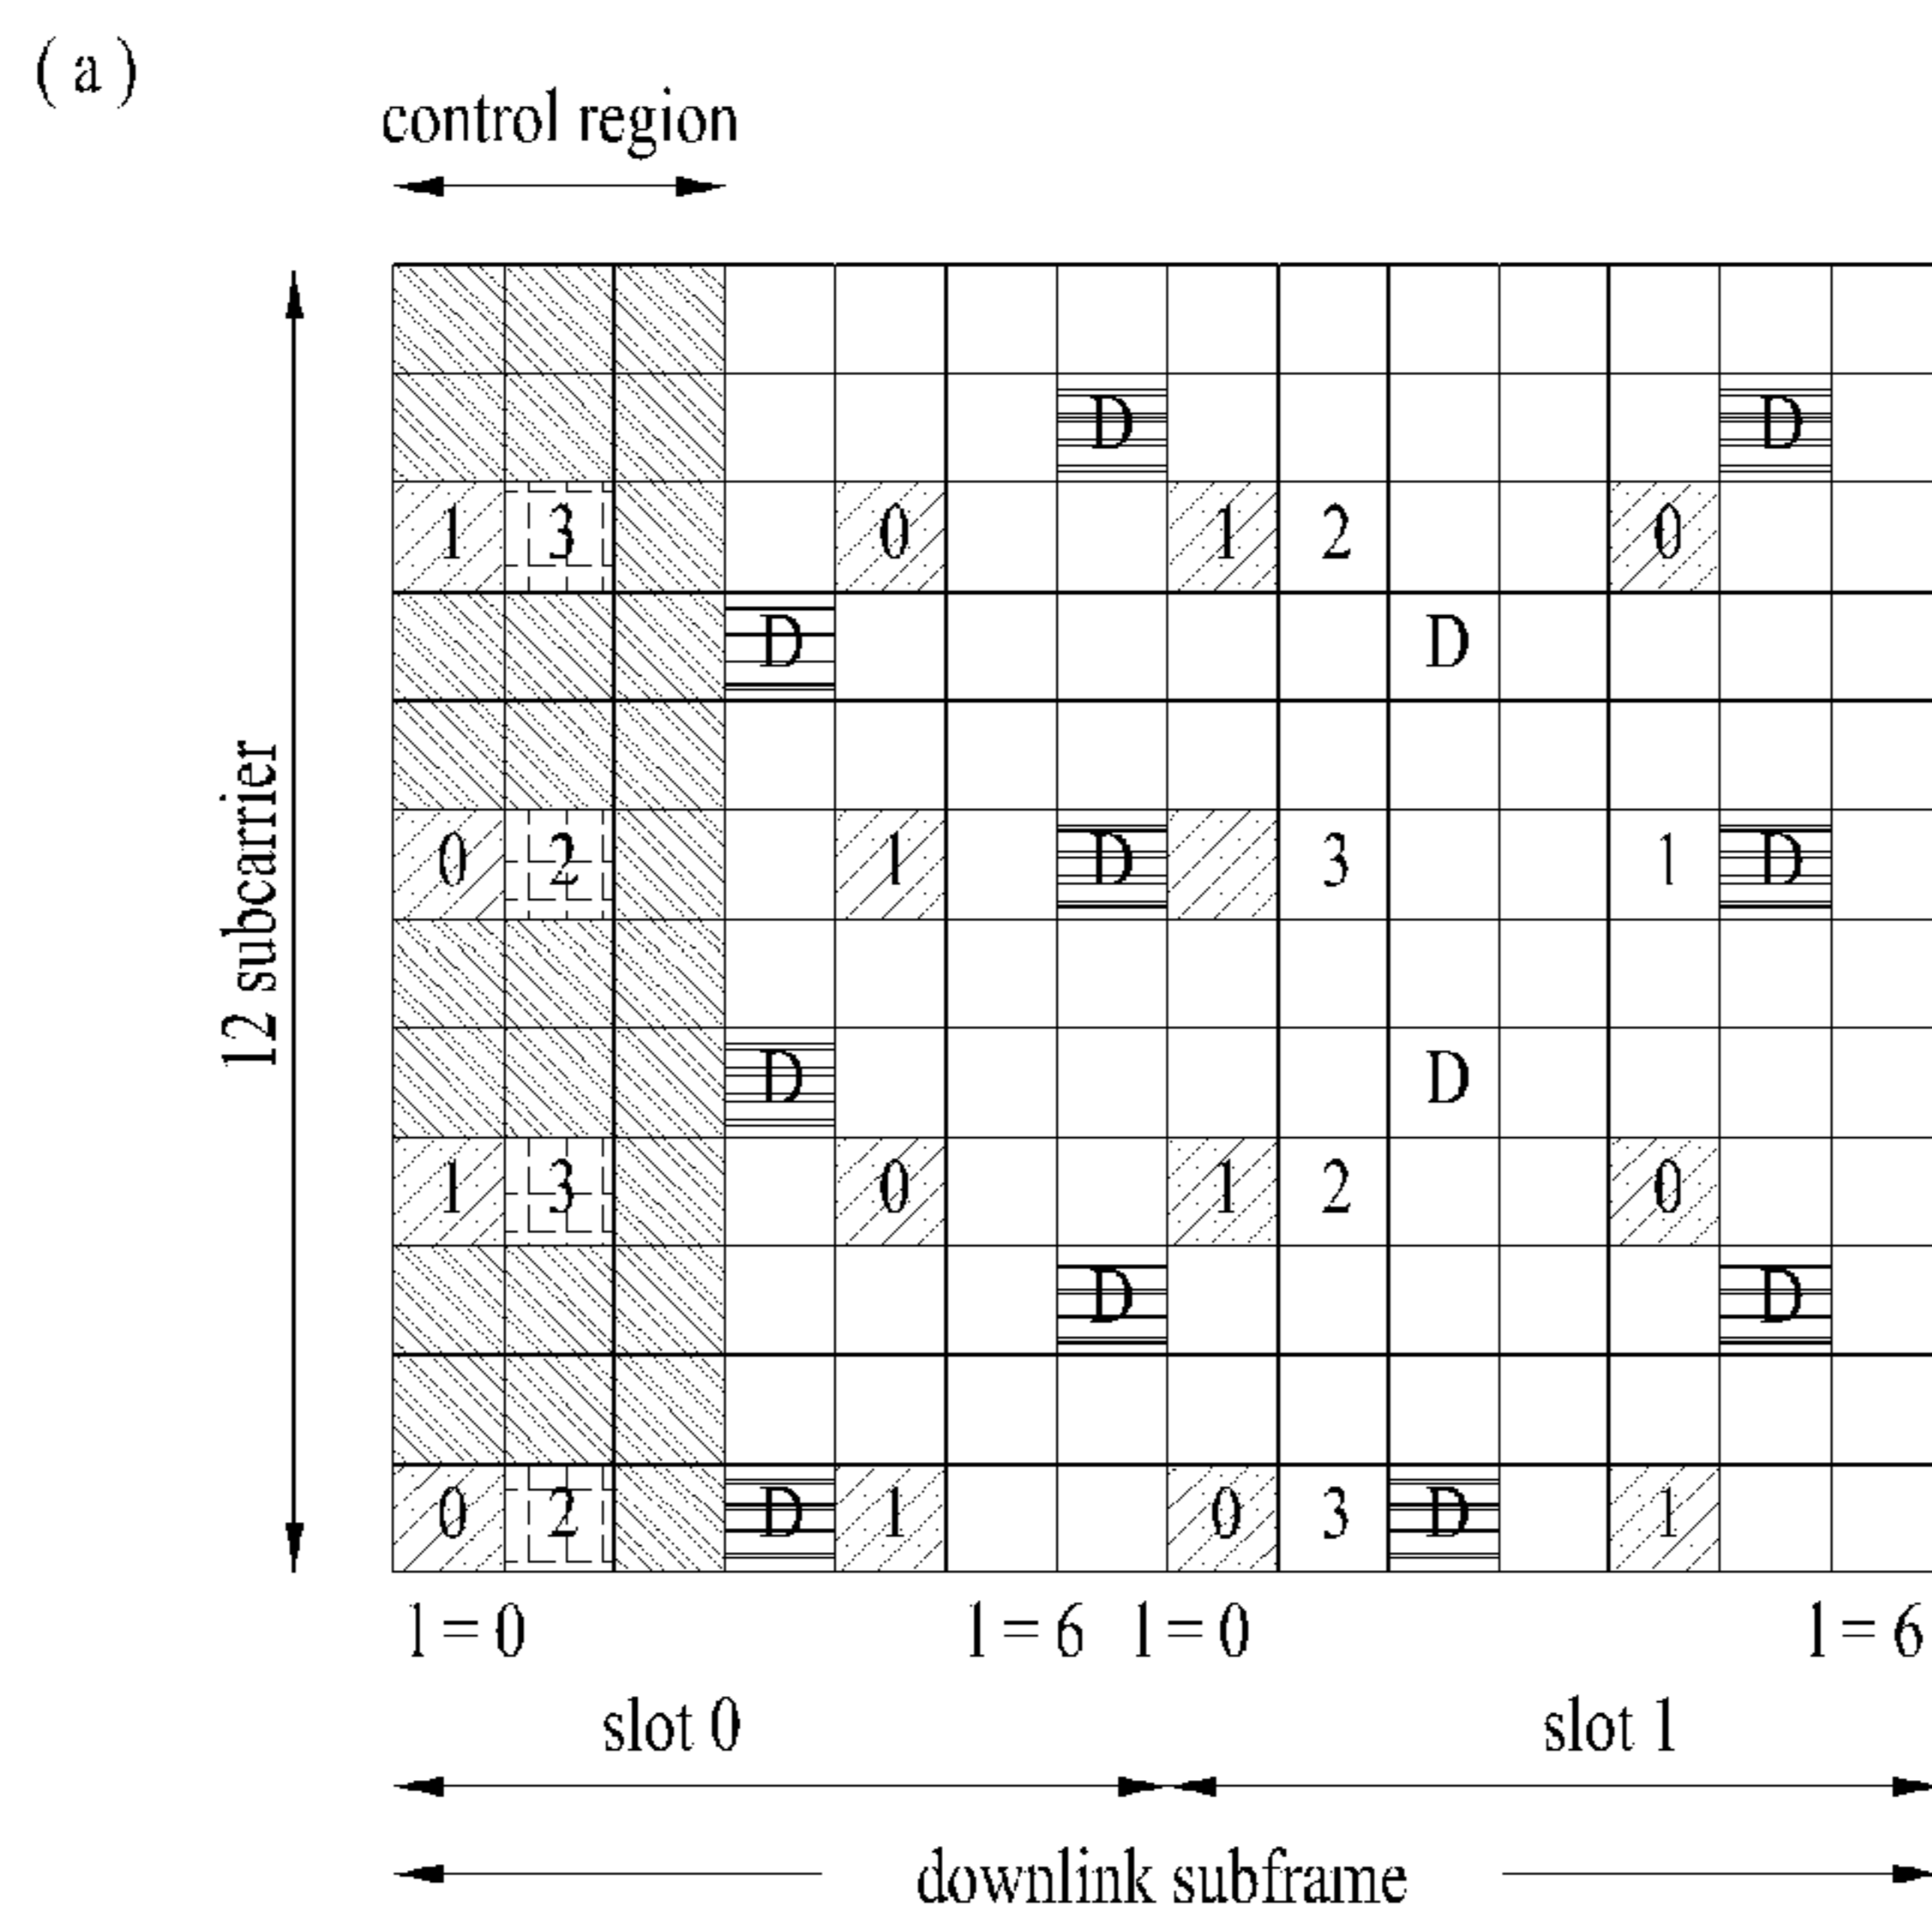 ( a )
control region
12 subcarrier
D D
1 3 0 1 2 0
D D
0 2 1 D 3 1 D
D D
1 3 0 1 2 0
D D
0 2 D 1 0 3 D 1
l = 0 l = 6 l = 0 l = 6
slot 0 slot 1
downlink subframe